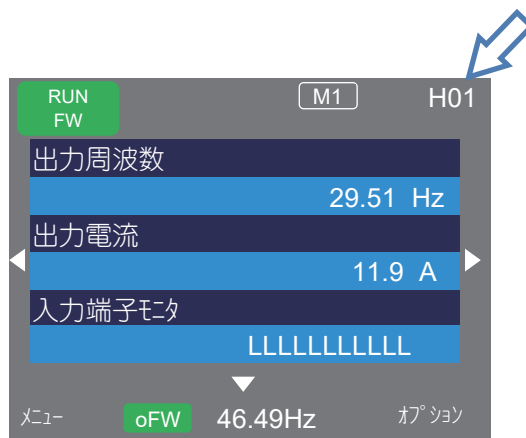 RUN
FW
M1
H01
出力周波数
29.51 Hz
出力電流
11.9 A
入力端子ﾓﾆﾀ
LLLLLLLLLLL
ﾒﾆｭｰ
oFW
46.49Hz
ｵﾌﾟｼｮﾝ